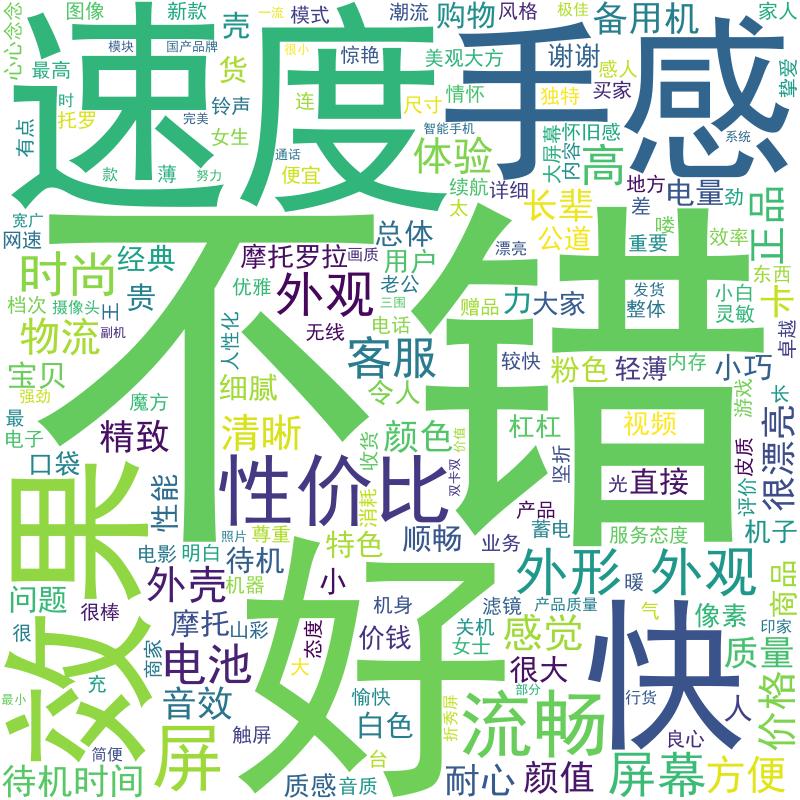 心心念念
图像
新款
壳
一流
模式
潮流
购物
风格
极佳
备用机
家人
速度
手感
最高
模块
国产品牌
货
很小
惊艳
美观大方
谢谢
感人
买家
挚爱
有点
时
托罗
完美
铃声
连
尺寸
情怀
独特
女生
智能手机
大屏幕
怀旧感
系统
款
薄
努力
通话
便宜
体验
内容
高
续航
详细
地方
电量
劲
正品
宽广
网速
太
长辈
差
不错
总体
喽
公道
重要
效率
时尚
经典
摩托罗拉
画质
用户
漂亮
档次
摄像头
王
贵
优雅
外观
老公
三围
赠品
力
大家
发货
整体
小白
灵敏
东西
卡
卓越
物流
副机
人性化
无线
电话
客服
较快
粉色
轻薄
内存
小巧
宝贝
强劲
细腻
令人
游戏
长
最
电子
魔方
精致
清晰
颜色
杠杠
视频
很漂亮
口袋
收货
双卡双
价值
坚折
性价比
光
直接
皮质
评价
效果
性能
消耗
产品
蓄电
服务态度
机子
照片
尊重
特色
顺畅
业务
电影
明白
待机
外形
外观
问题
很棒
外壳
机器
小
机身
滤镜
产品质量
暖
商品
很
摩托
山彩
态度
价钱
好
关机
女士
感觉
快
气
像素
印家
商家
电池
大
很大
质量
价格
充
音效
愉快
流畅
人
最小
屏
触屏
白色
折秀屏
部分
行货
良心
简便
台
待机时间
质感
音质
耐心
颜值
屏幕
方便